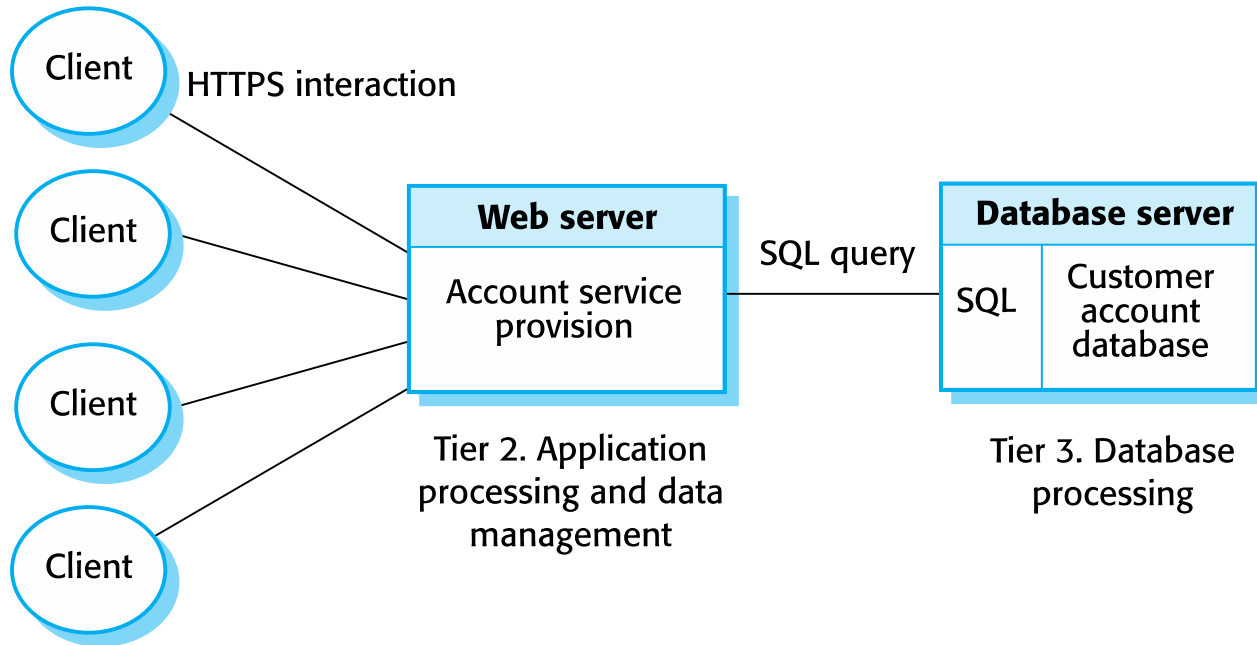 Client
HTTPS interaction
Client
Client
Client
Web server
Account service
provision
SQL query
Database server
SQL
Customer
account
database
Tier 2. Application
processing and data
management
Tier 3. Database
processing